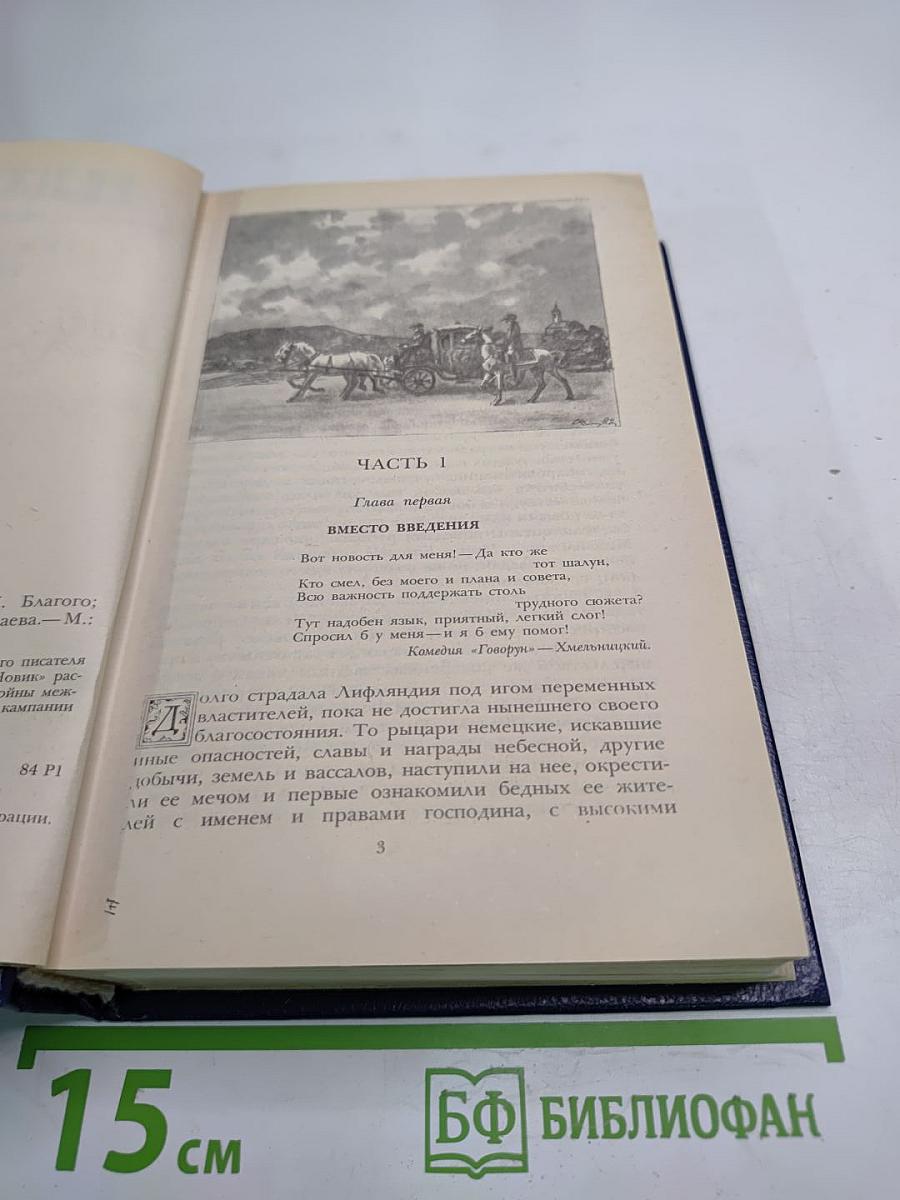 . Благого;
аева.— М.:
го писателя
Новик» рас-
ойны меж-
кампании
84 Р1
рации.
ЧАСТЬ 1
Глава первая
ВМЕСТО ВВЕДЕНИЯ
Вот новость для меня! — Да кто же
тот шалун,
Кто смел, без моего и плана и совета,
Всю важность поддержать столь
трудного сюжета?
Тут надобен язык, приятный, легкий слог!
Спросил б у меня — и я б ему помог!
Комедия «Говорун» — Хмельницкий.
Долго страдала Лифляндия под игом переменных
властителей, пока не достигла нынешнего своего
благосостояния. То рыцари немецкие, искавшие
иные опасностей, славы и награды небесной, другие
добычи, земель и вассалов, наступили на нее, окрести-
ли ее мечом и первые ознакомили бедных ее жите-
лей с именем и правами господина, с высокими
3
15 см
БФ БИБЛИОФАН